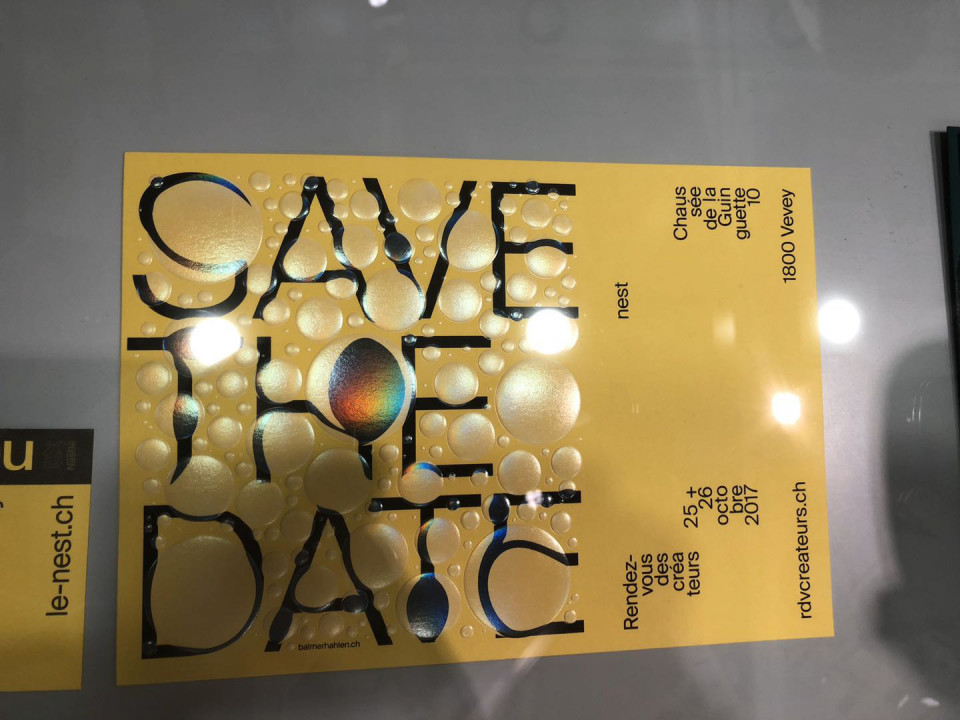 SAVE
THE
DATE
balmerhahlen.ch
Rendez-
vous
des
créa
teurs
25 +
26
octo
bre
2017
nest
Chaus
sée
de la
Guin
guette
10
rdvcreateurs.ch
1800 Vevey
u
le-nest.ch